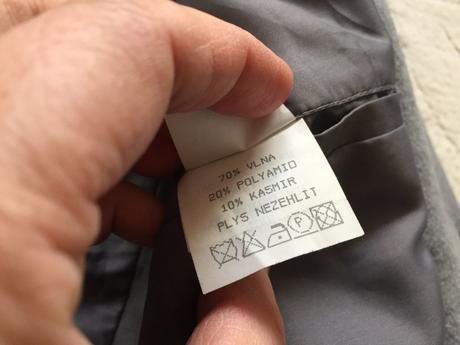 70% VLNA
20% POLYAMID
10% KASMIR
PLYS NEZEHLIT
P